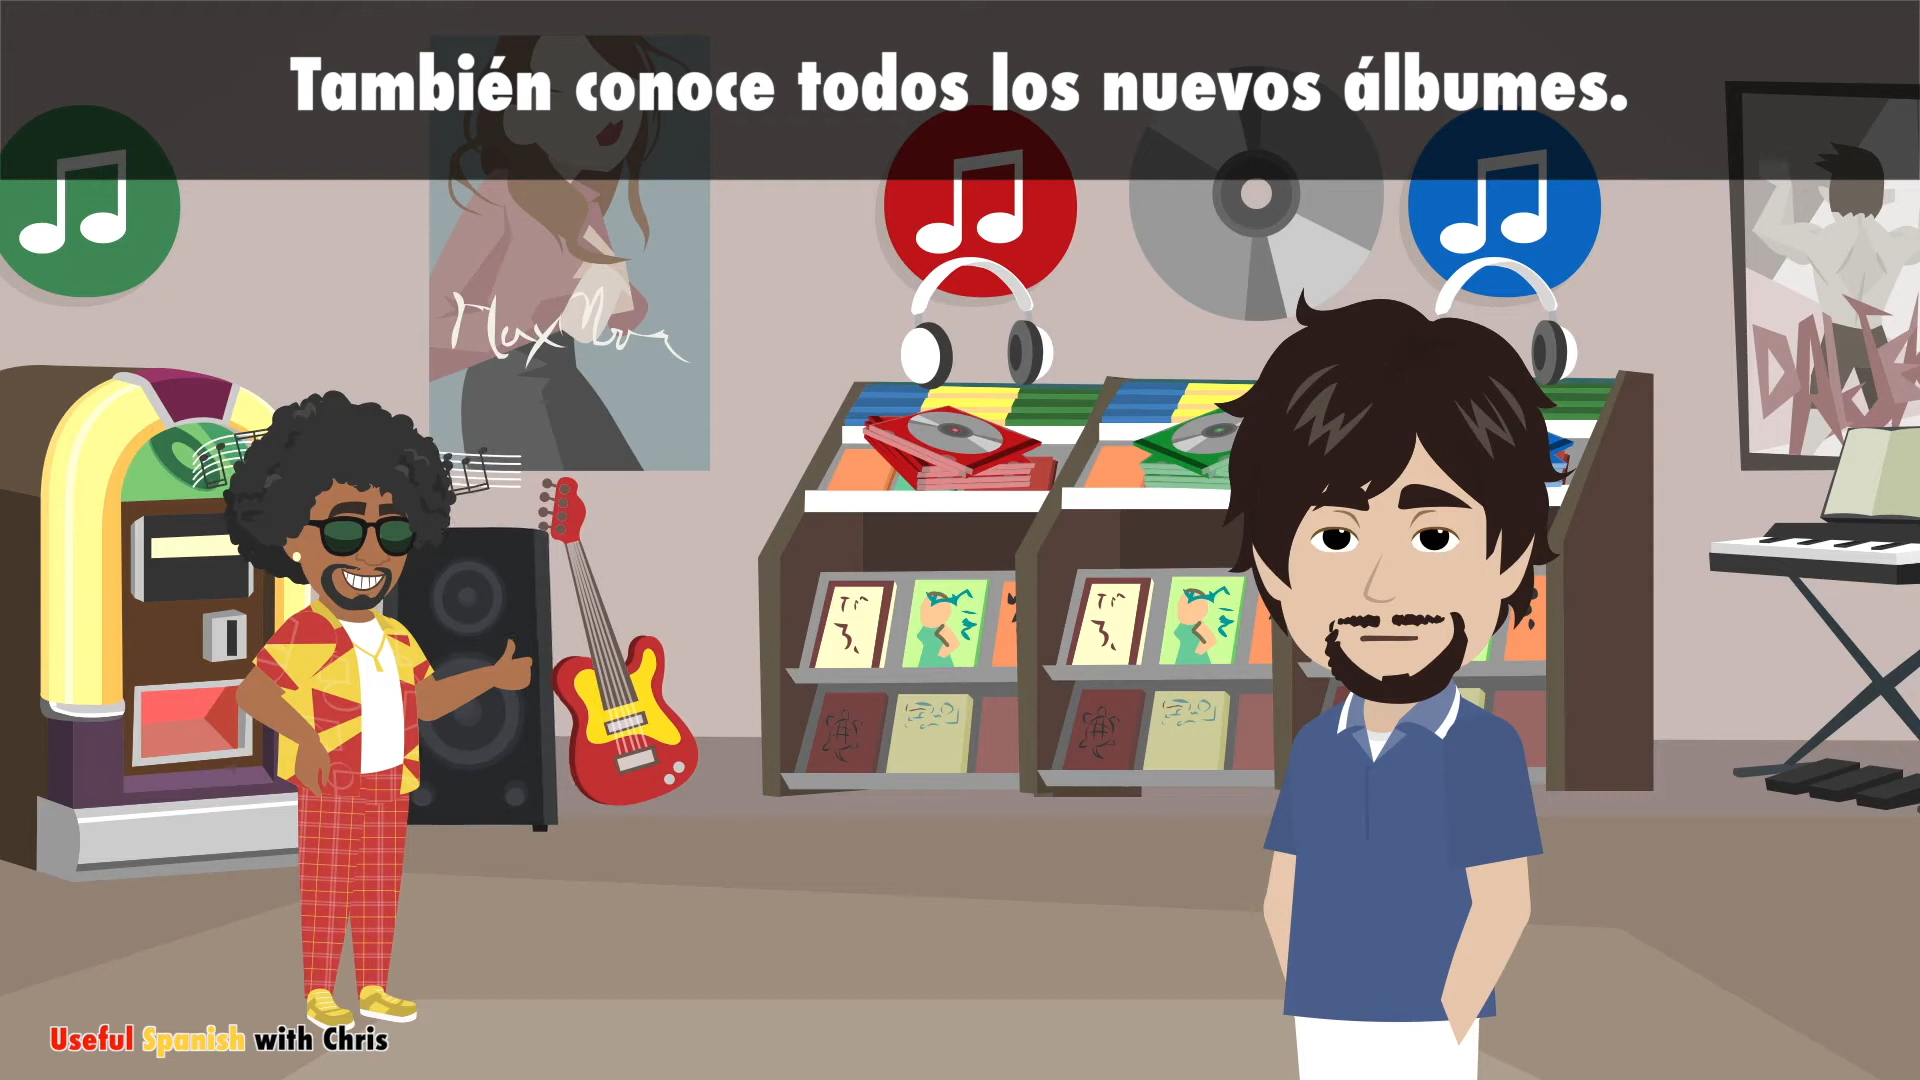 También conoce todos los nuevos álbumes.
Useful Spanish with Chris